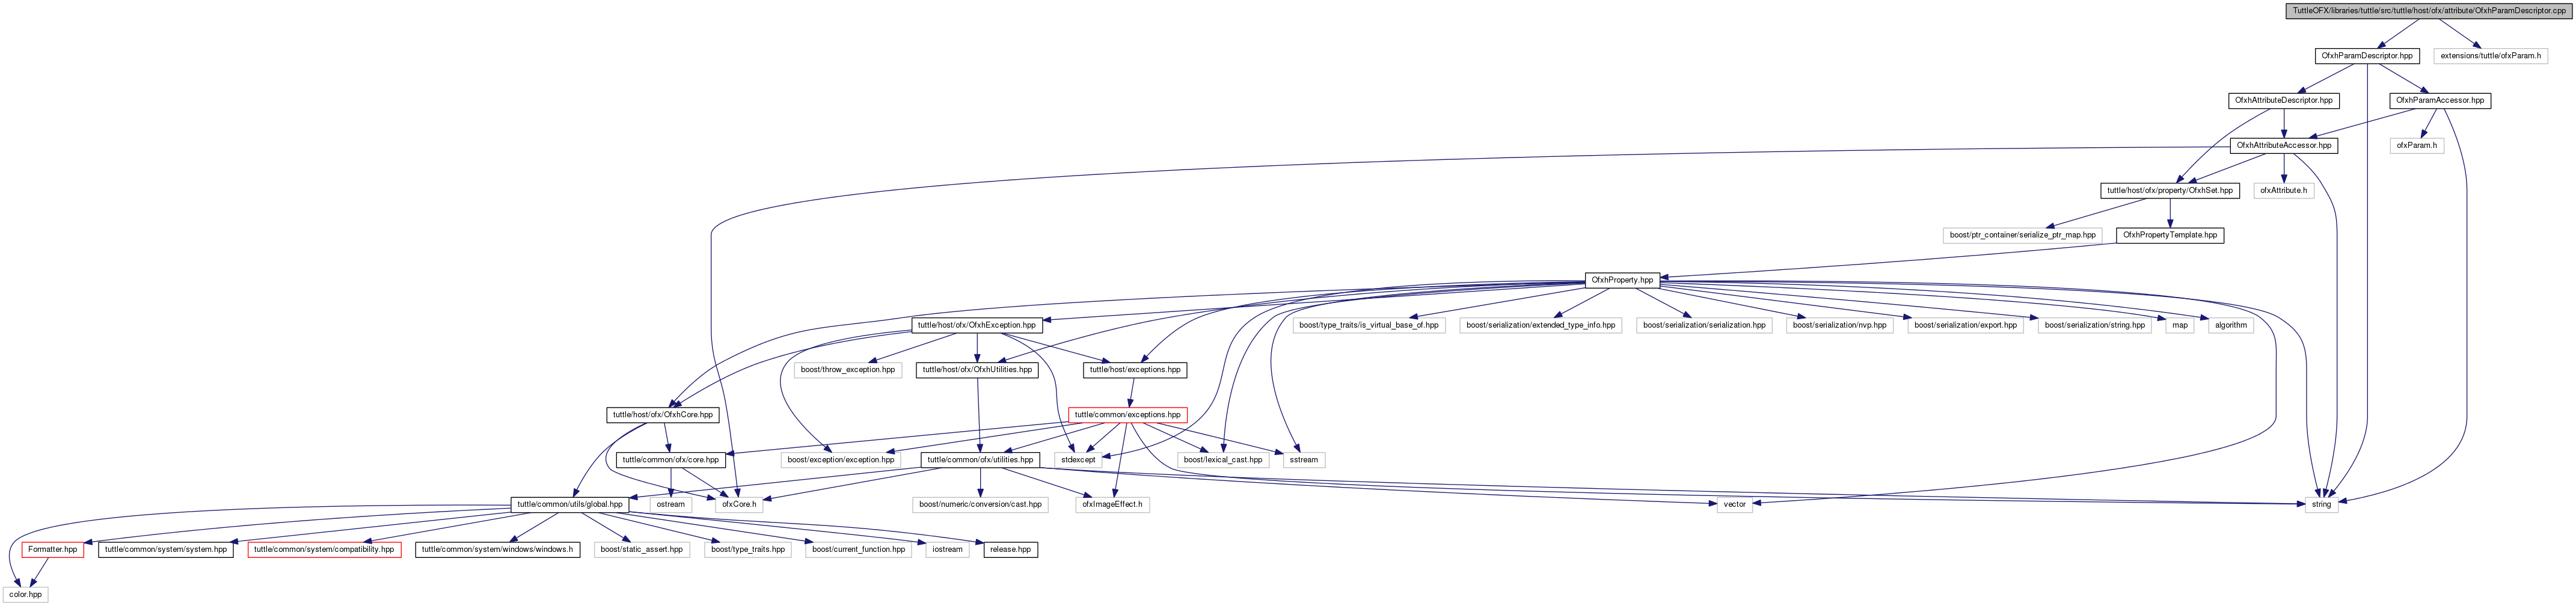 TuttleOFX/libraries/tuttle/src/tuttle/host/ofx/attribute/OfxhParamDescriptor.cpp
OfxhParamDescriptor.hpp
extensions/tuttle/ofxParam.h
OfxhAttributeDescriptor.hpp
OfxhParamAccessor.hpp
OfxhAttributeAccessor.hpp
ofxParam.h
tuttle/host/ofx/property/OfxhSet.hpp
ofxAttribute.h
boost/ptr_container/serialize_ptr_map.hpp
OfxhPropertyTemplate.hpp
OfxhProperty.hpp
tuttle/host/ofx/OfxhException.hpp
boost/type_traits/is_virtual_base_of.hpp
boost/serialization/extended_type_info.hpp
boost/serialization/serialization.hpp
boost/serialization/nvp.hpp
boost/serialization/export.hpp
boost/serialization/string.hpp
map
algorithm
boost/throw_exception.hpp
tuttle/host/ofx/OfxhUtilities.hpp
tuttle/host/exceptions.hpp
tuttle/host/ofx/OfxhCore.hpp
tuttle/common/exceptions.hpp
tuttle/common/ofx/core.hpp
boost/exception/exception.hpp
tuttle/common/ofx/utilities.hpp
stdexcept
boost/lexical_cast.hpp
sstream
tuttle/common/utils/global.hpp
ostream
ofxCore.h
boost/numeric/conversion/cast.hpp
ofxImageEffect.h
vector
string
Formatter.hpp
tuttle/common/system/system.hpp
tuttle/common/system/compatibility.hpp
tuttle/common/system/windows/windows.h
boost/static_assert.hpp
boost/type_traits.hpp
boost/current_function.hpp
iostream
release.hpp
color.hpp